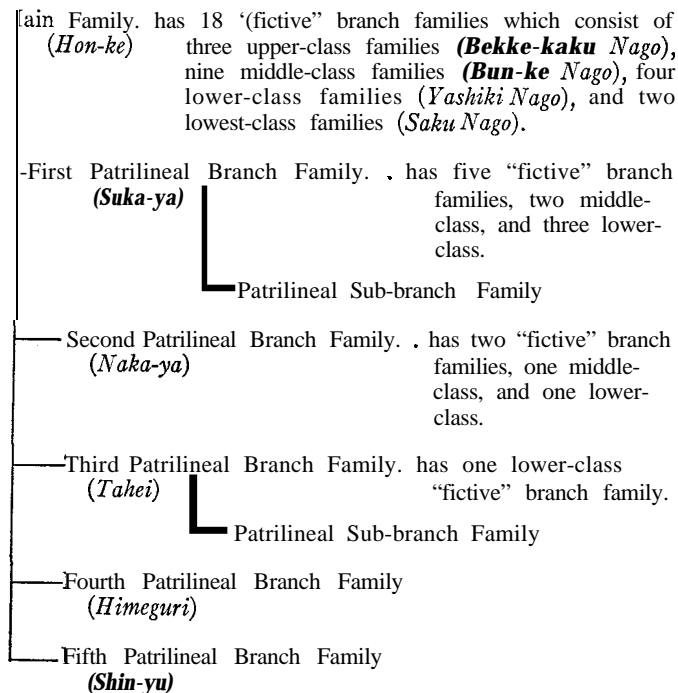 ain Family. has 18 ‘(fictive” branch families which consist of
(Hon-ke) three upper-class families (Bekke-kaku Nago),
nine middle-class families (Bun-ke Nago), four
lower-class families (Yashiki Nago), and two
lowest-class families (Saku Nago).
-First Patrilineal Branch Family. . has five “fictive” branch
(Suka-ya) families, two middle-
class, and three lower-
class.
Patrilineal Sub-branch Family
Second Patrilineal Branch Family. . has two “fictive” branch
(Naka-ya) families, one middle-
class, and one lower-
class.
Third Patrilineal Branch Family. has one lower-class
(Tahei) “fictive” branch family.
Patrilineal Sub-branch Family
Fourth Patrilineal Branch Family
(Himeguri)
Fifth Patrilineal Branch Family
(Shin-yu)